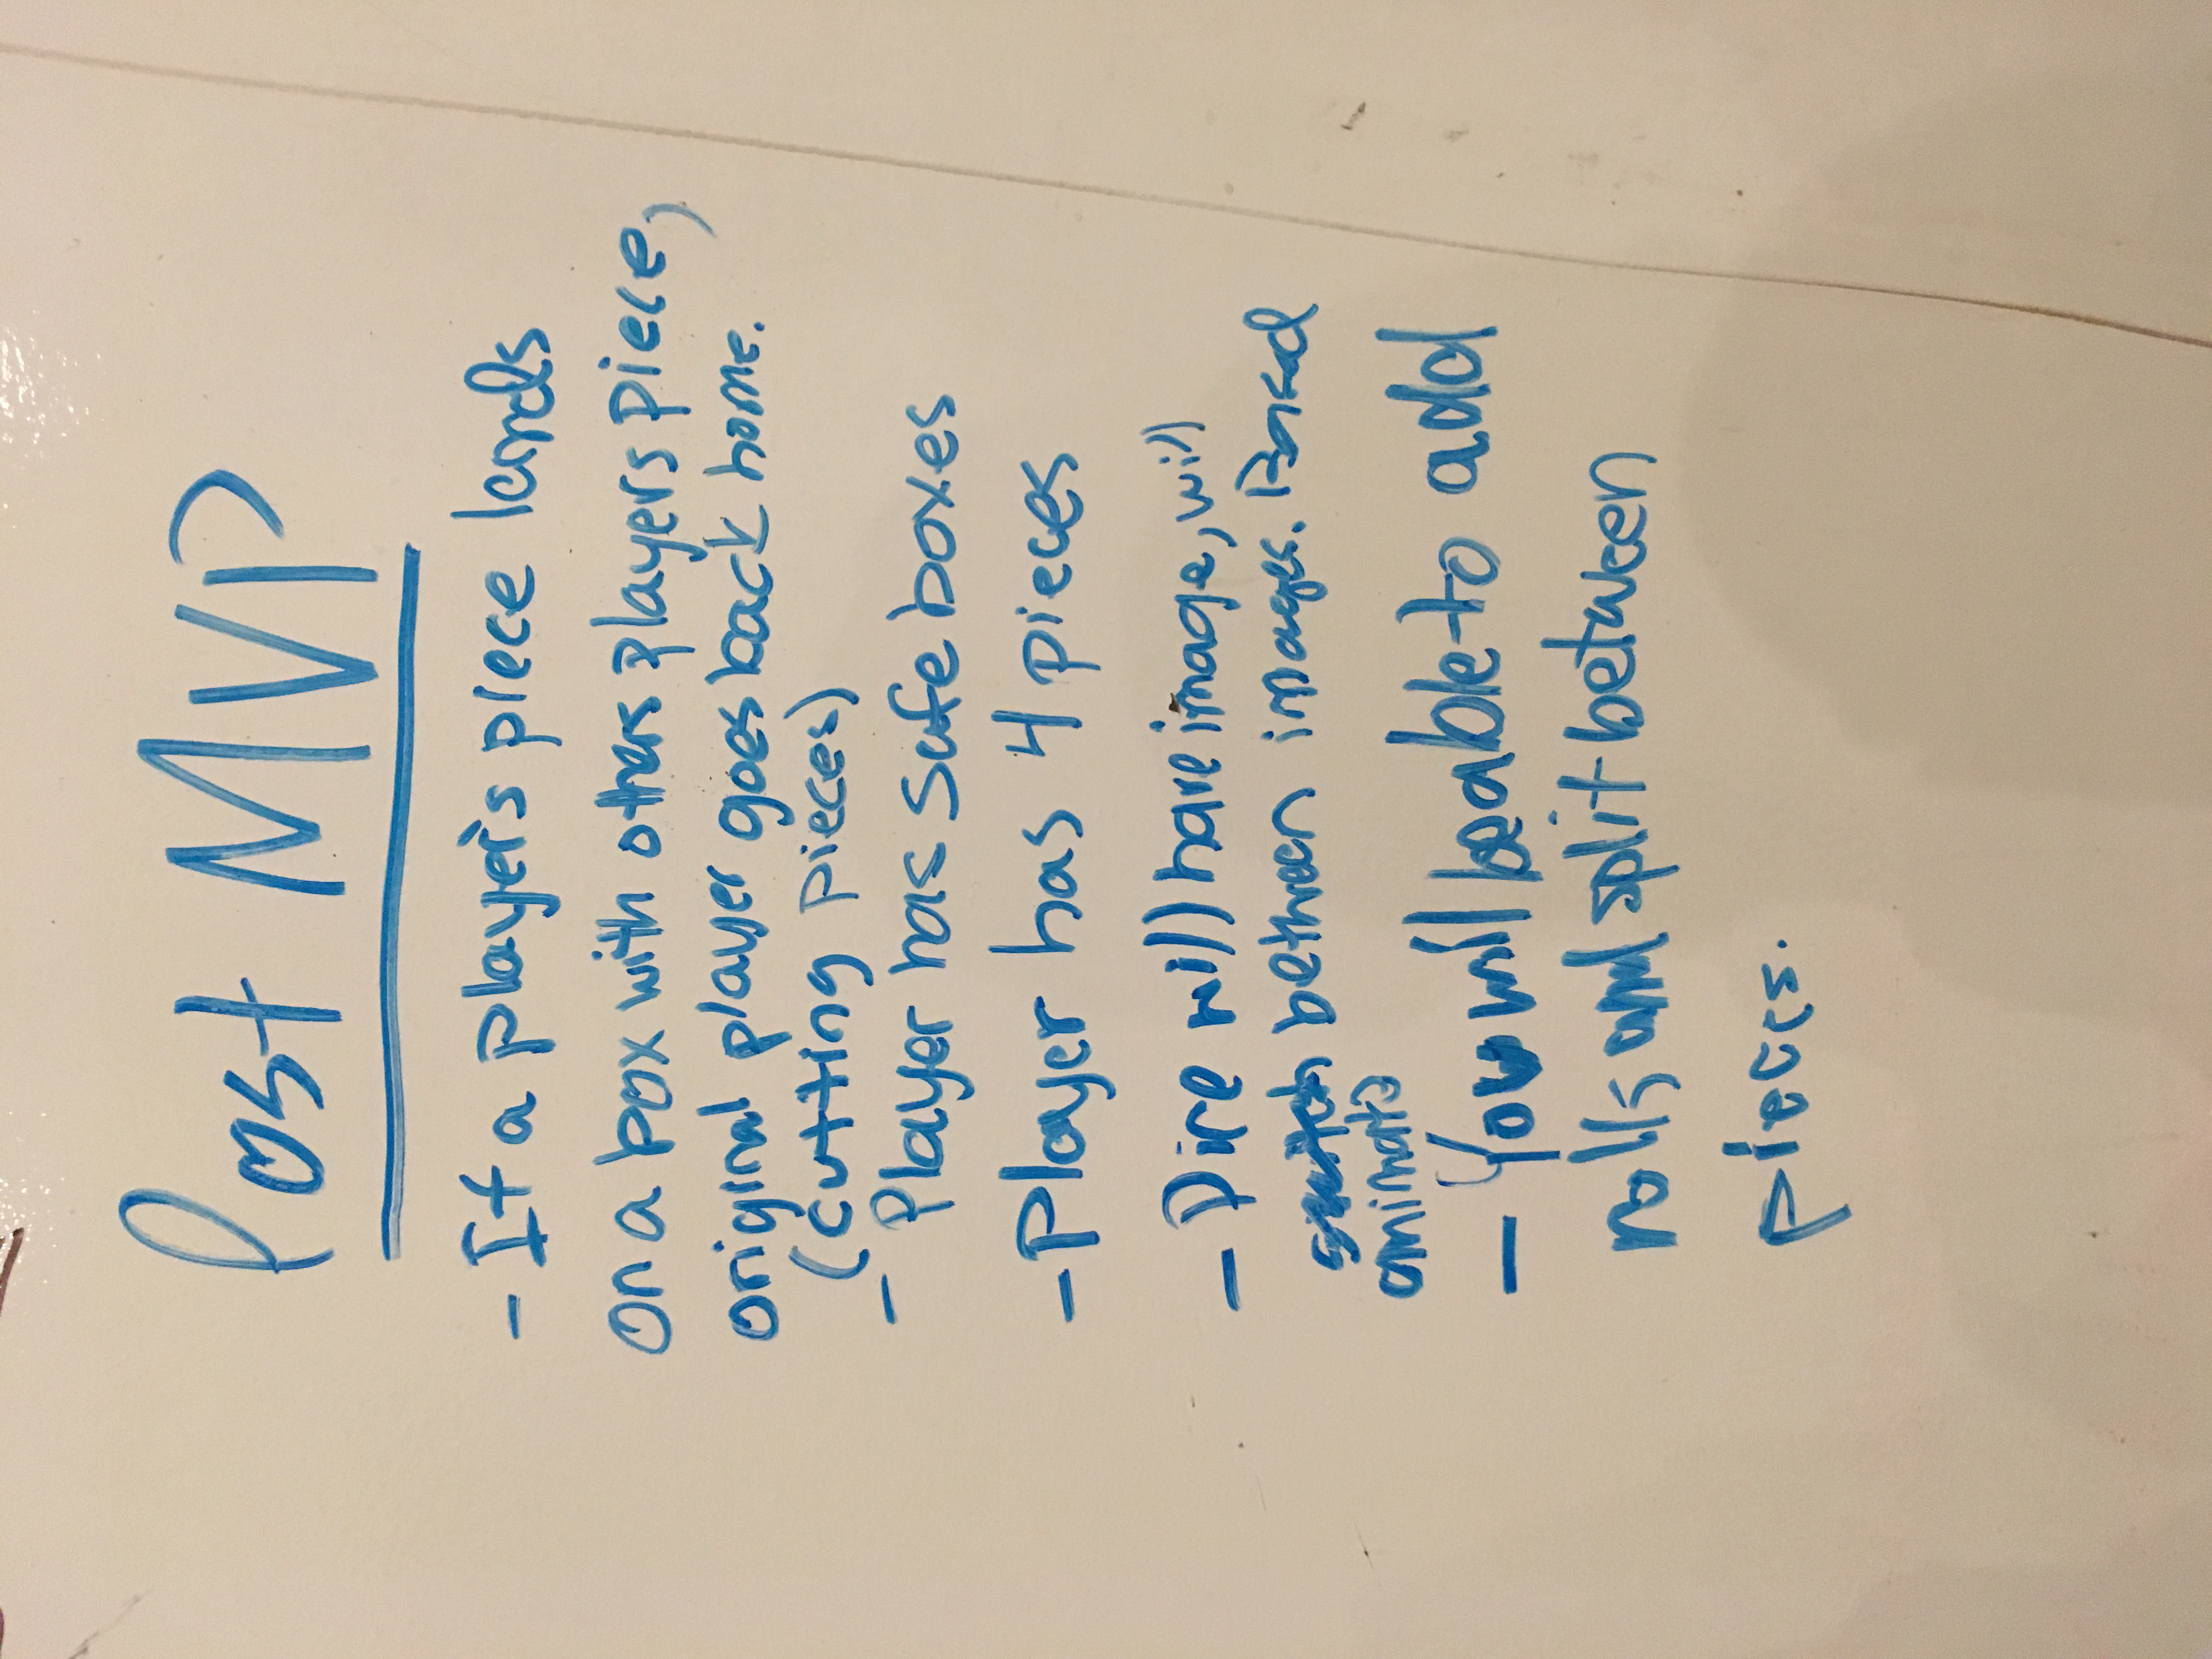 Post MVP
- If a player's piece lands
on a box with others players piece,
original player goes back home.
(cutting pieces)
- Player has safe boxes
- Player has 4 pieces
- Dice will have image, will
switch between images. Based
- You will be able to add
rolls and split between
pieces.